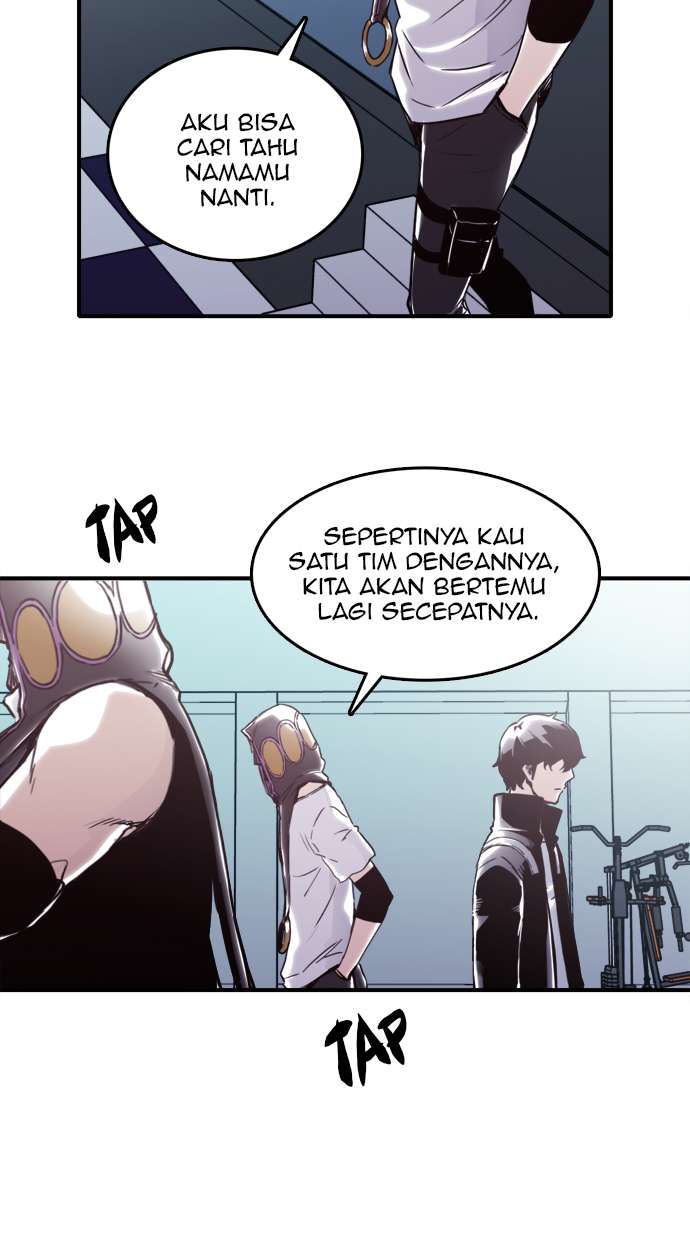 AKU BISA
CARI TAHU
NAMAMU
NANTI.
TAP
SEPERTINYA KAU
SATU TIM DENGANNYA,
KITA AKAN BERTEMU
LAGI SECEPATNYA.
TAP